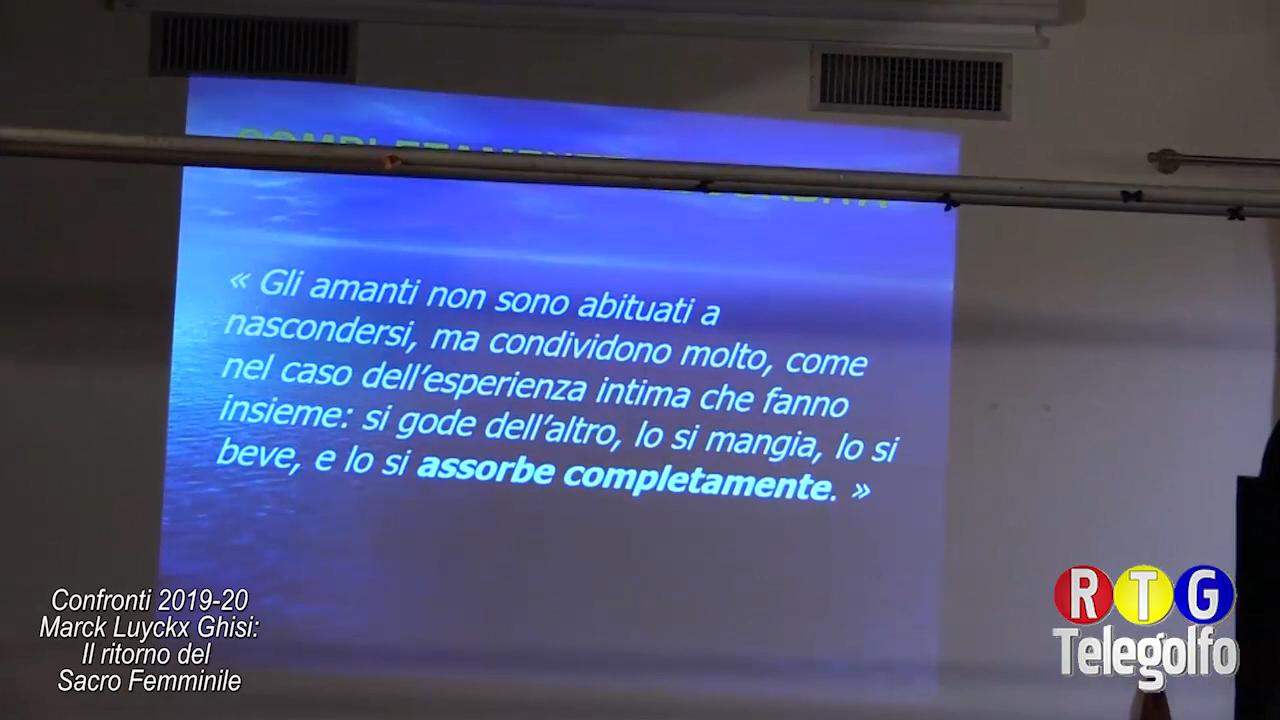 COMPLETAMENTE
« Gli amanti non sono abituati a
nascondersi, ma condividono molto, come
nel caso dell'esperienza intima che fanno
insieme: si gode dell'altro, lo si mangia, lo si
beve, e lo si assorbe completamente. »
Confronti 2019-20
Marck Luyckx Ghisi:
Il ritorno del
Sacro Femminile
RTG
Telegolfo